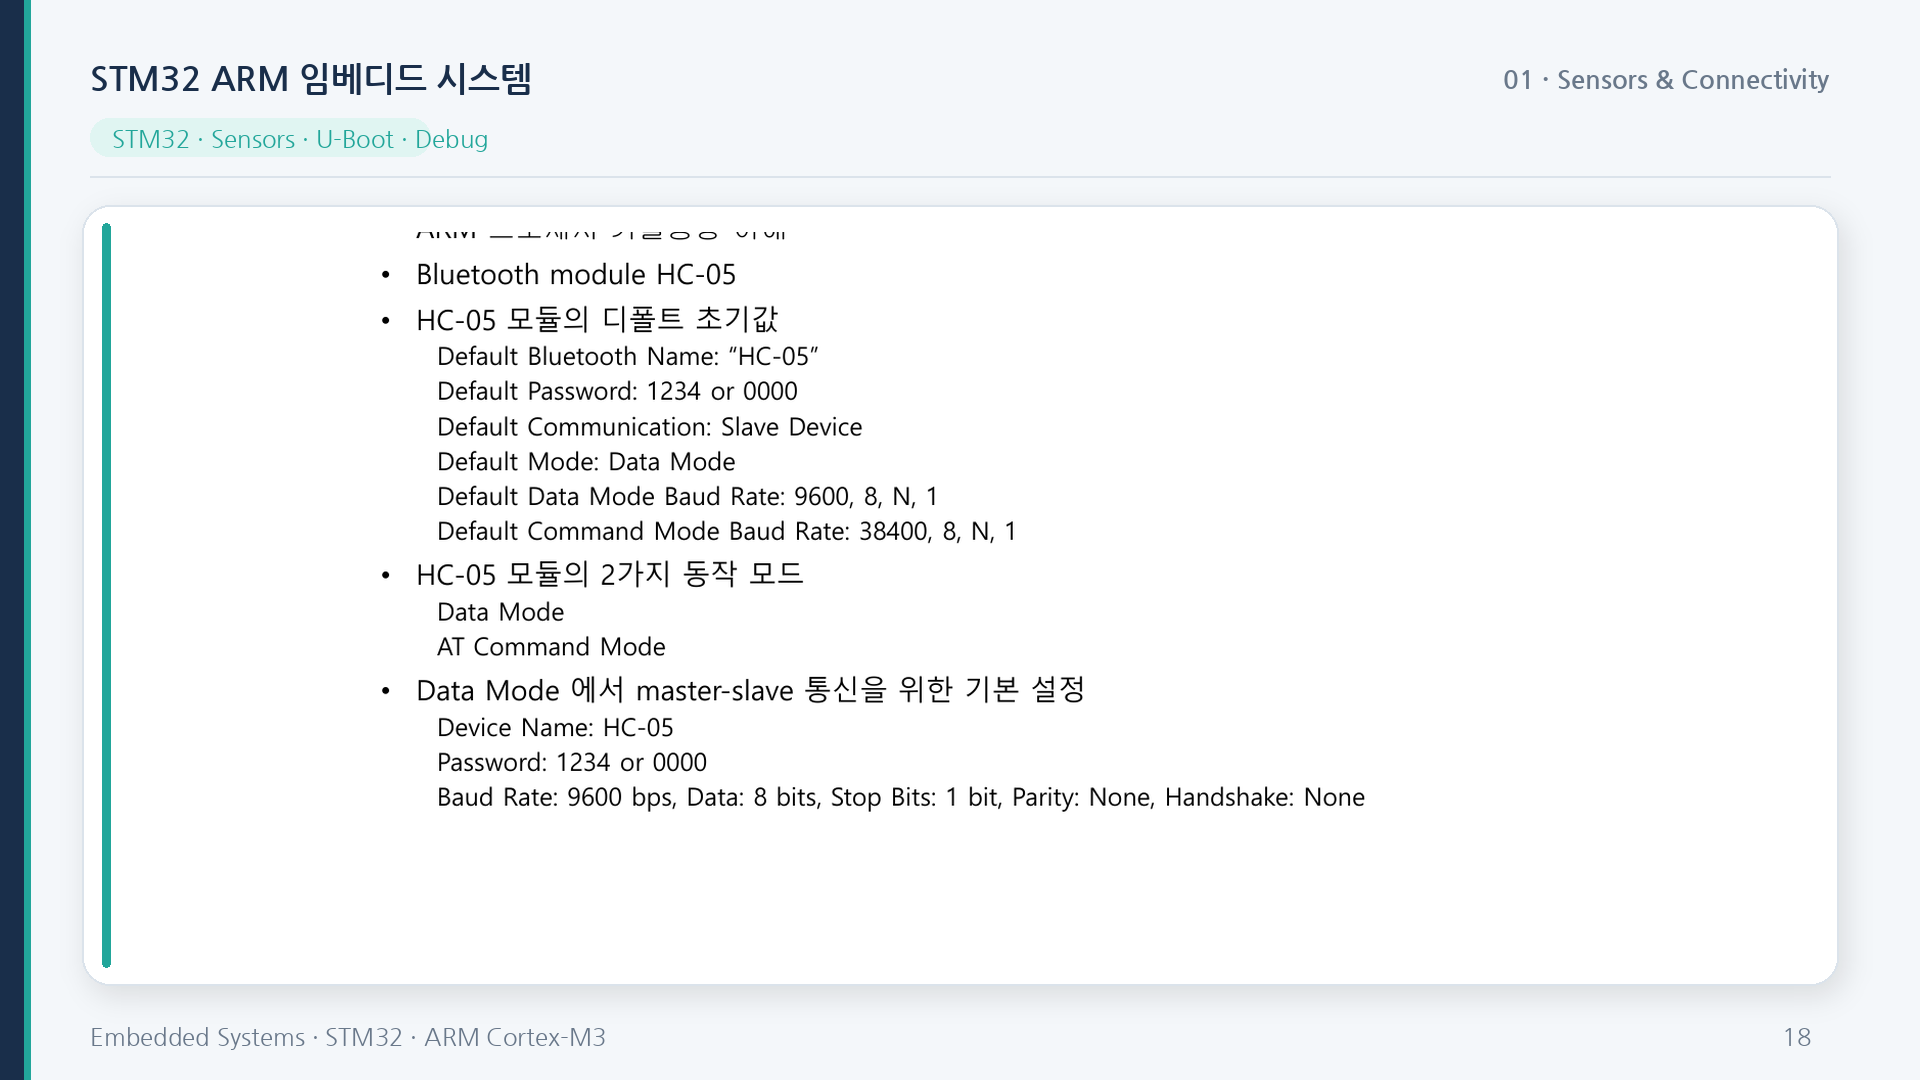 STM32 ARM 임베디드 시스템
01 · Sensors & Connectivity
STM32 · Sensors · U-Boot · Debug
• Bluetooth module HC-05
• HC-05 모듈의 디폴트 초기값
Default Bluetooth Name: “HC-05”
Default Password: 1234 or 0000
Default Communication: Slave Device
Default Mode: Data Mode
Default Data Mode Baud Rate: 9600, 8, N, 1
Default Command Mode Baud Rate: 38400, 8, N, 1
• HC-05 모듈의 2가지 동작 모드
Data Mode
AT Command Mode
• Data Mode 에서 master-slave 통신을 위한 기본 설정
Device Name: HC-05
Password: 1234 or 0000
Baud Rate: 9600 bps, Data: 8 bits, Stop Bits: 1 bit, Parity: None, Handshake: None
Embedded Systems · STM32 · ARM Cortex-M3
18